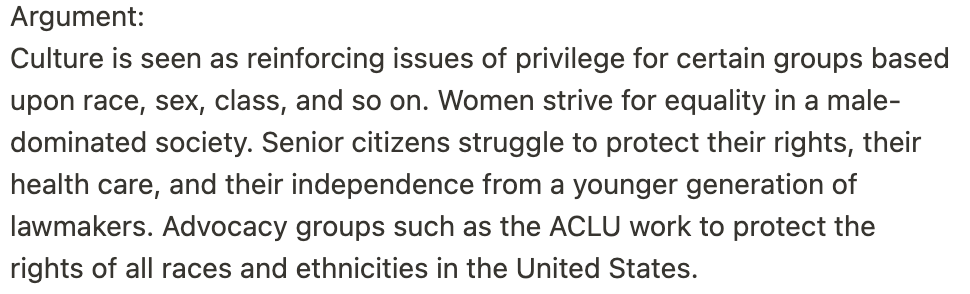 Argument:
Culture is seen as reinforcing issues of privilege for certain groups based
upon race, sex, class, and so on. Women strive for equality in a male-
dominated society. Senior citizens struggle to protect their rights, their
health care, and their independence from a younger generation of
lawmakers. Advocacy groups such as the ACLU work to protect the
rights of all races and ethnicities in the United States.